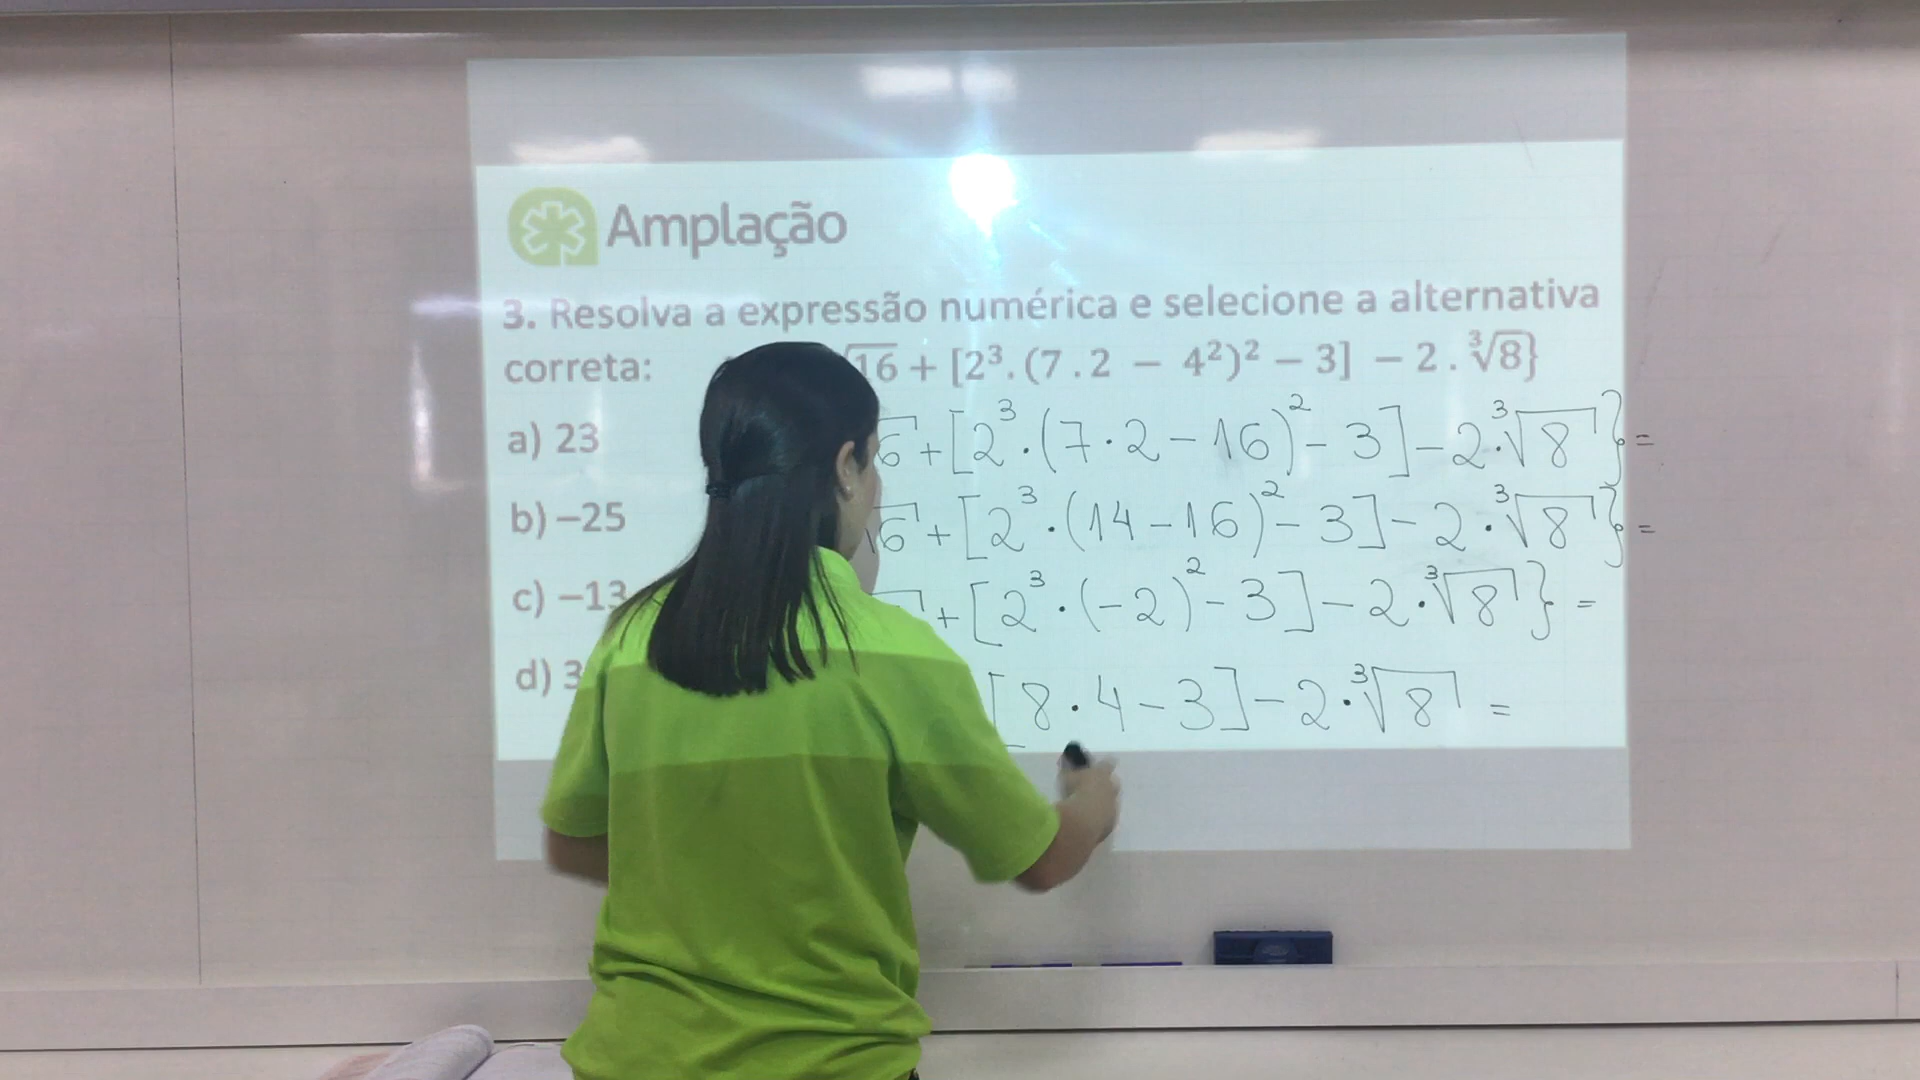 Amplação
3. Resolva a expressão numérica e selecione a alternativa
correta: √16 + [2³.(7 . 2 − 4²)² − 3] − 2 . ∛8}
a) 23
b) −25
c) −13
d) 3
6 + [2³ · (7 · 2 − 16)² − 3] − 2 · ∛8} =
√6 + [2³ · (14 − 16)² − 3] − 2 · ∛8} =
+ [2³ · (−2)² − 3] − 2 · ∛8} =
[8 · 4 − 3] − 2 · ∛8 =